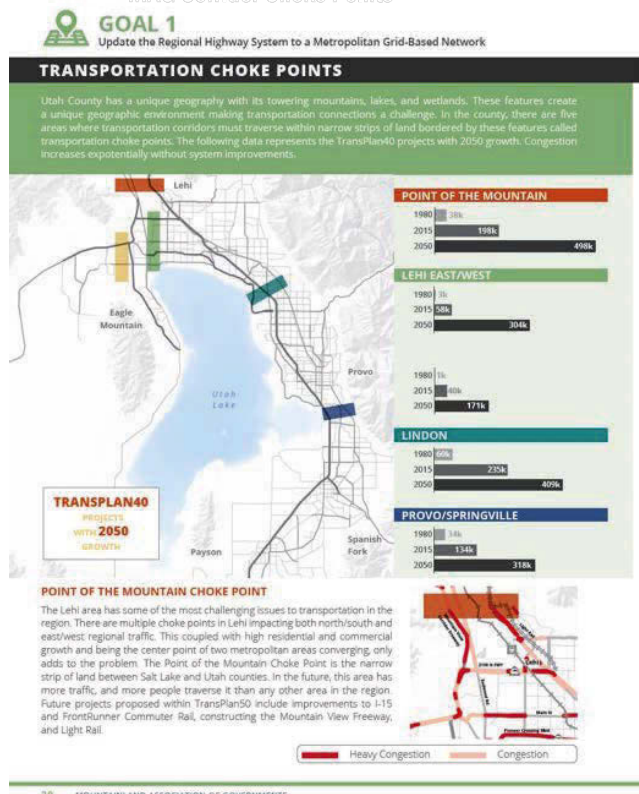 GOAL 1
Update the Regional Highway System to a Metropolitan Grid-Based Network
TRANSPORTATION CHOKE POINTS
Utah County has a unique geography with its towering mountains, lakes, and wetlands. These features create
a unique geographic environment making transportation connections a challenge. In the county, there are five
areas where transportation corridors must traverse within narrow strips of land bordered by these features called
transportation choke points. The following data represents the TransPlan40 projects with 2050 growth. Congestion
increases expotentially without system improvements.
Lehi
Eagle
Mountain
Utah
Lake
Provo
Spanish
Fork
Payson
TRANSPLAN40
PROJECTS
WITH 2050
GROWTH
POINT OF THE MOUNTAIN
1980 38k
2015 198k
2050 498k
LEHI EAST/WEST
1980 3k
2015 58k
2050 304k
1980 1k
2015 40k
2050 171k
LINDON
1980 60k
2015 235k
2050 409k
PROVO/SPRINGVILLE
1980 34k
2015 134k
2050 318k
POINT OF THE MOUNTAIN CHOKE POINT
The Lehi area has some of the most challenging issues to transportation in the
region. There are multiple choke points in Lehi impacting both north/south and
east/west regional traffic. This coupled with high residential and commercial
growth and being the center point of two metropolitan areas converging, only
adds to the problem. The Point of the Mountain Choke Point is the narrow
strip of land between Salt Lake and Utah counties. In the future, this area has
more traffic, and more people traverse it than any other area in the region.
Future projects proposed within TransPlan50 include improvements to I-15
and FrontRunner Commuter Rail, constructing the Mountain View Freeway,
and Light Rail.
Lehi
Main St
Pioneer Crossing Blvd
Heavy Congestion
Congestion
MOUNTAINLAND ASSOCIATION OF GOVERNMENTS